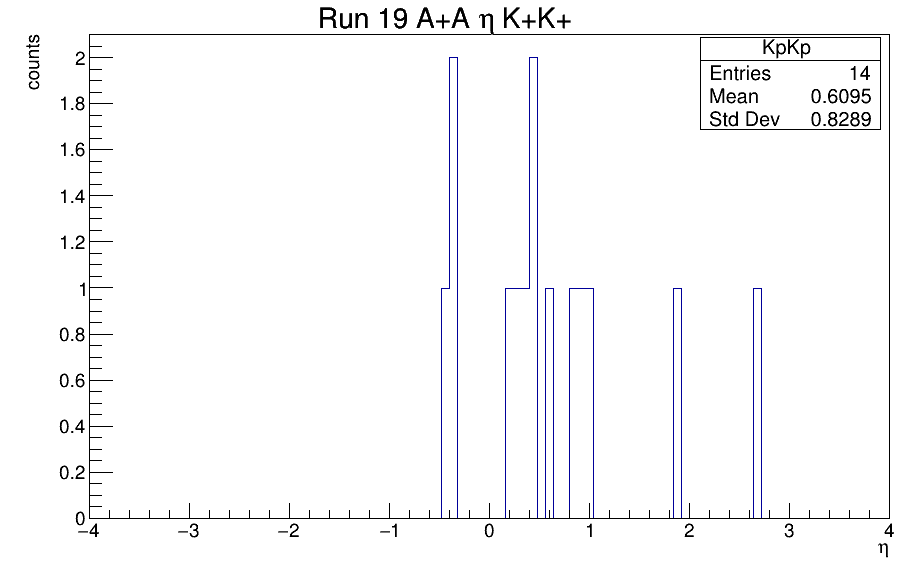 Run 19 A+A η K+K+
counts
KpKp
Entries 14
Mean 0.6095
Std Dev 0.8289
2
1.8
1.6
1.4
1.2
1
0.8
0.6
0.4
0.2
0
−4 −3 −2 −1 0 1 2 3 4
η